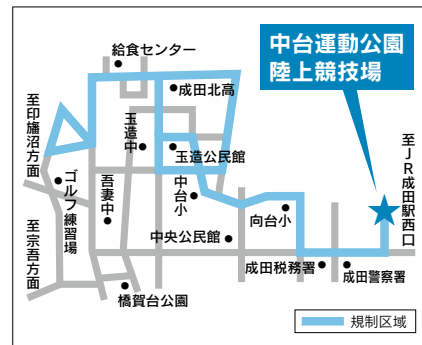 中台運動公園
陸上競技場
給食センター
成田北高
至印旛沼方面
玉造中
玉造公民館
至JR成田駅西口
ゴルフ練習場
吾妻中
中台小
向台小
至宗吾方面
中央公民館
成田税務署
成田警察署
橋賀台公園
規制区域